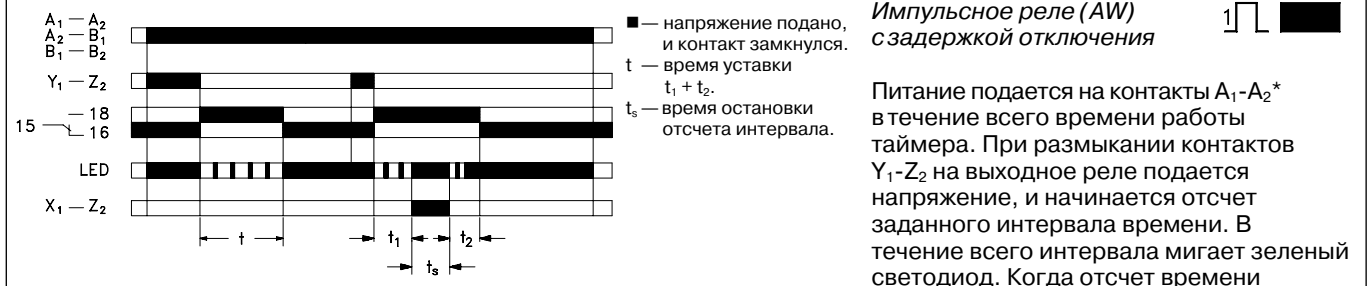 A₁ — A₂
A₂ — B₁
B₁ — B₂
Y₁ — Z₂
15 — 18
16
LED
X₁ — Z₂
t
t₁
t₂
tₛ
■ — напряжение подано,
и контакт замкнулся.
t — время уставки
t₁ + t₂.
tₛ — время остановки
отсчета интервала.
Импульсное реле (AW)
с задержкой отключения
1
Питание подается на контакты A₁-A₂*
в течение всего времени работы
таймера. При размыкании контактов
Y₁-Z₂ на выходное реле подается
напряжение, и начинается отсчет
заданного интервала времени. В
течение всего интервала мигает зеленый
светодиод. Когда отсчет времени